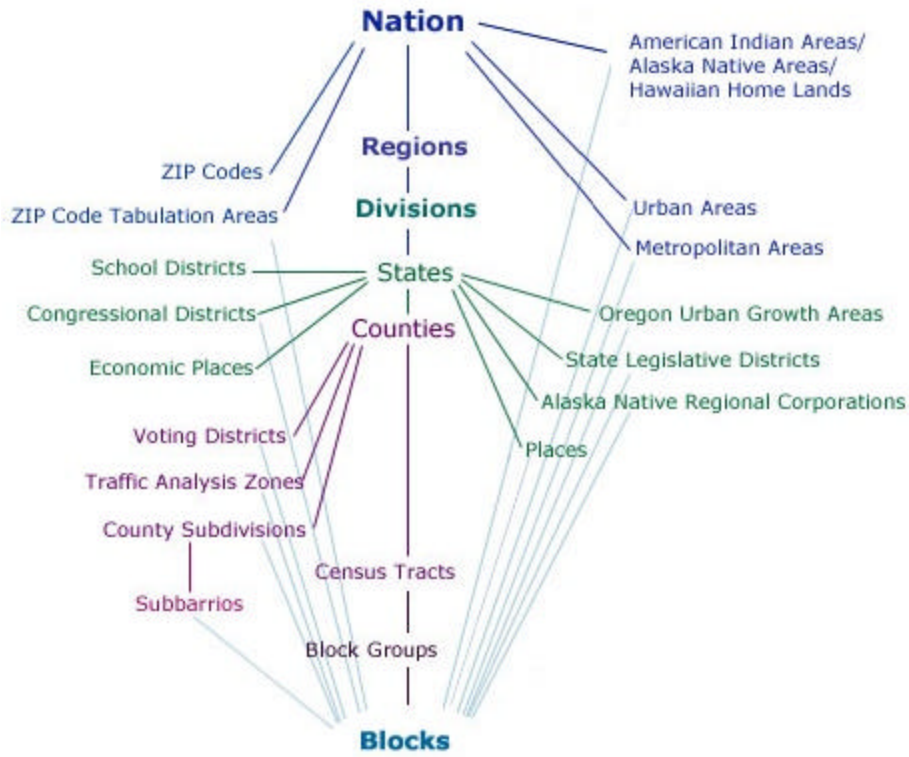 Nation
American Indian Areas/
Alaska Native Areas/
Hawaiian Home Lands
Regions
ZIP Codes
Divisions
Urban Areas
ZIP Code Tabulation Areas
Metropolitan Areas
School Districts
States
Congressional Districts
Oregon Urban Growth Areas
Counties
State Legislative Districts
Economic Places
Alaska Native Regional Corporations
Voting Districts
Places
Traffic Analysis Zones
County Subdivisions
Census Tracts
Subbarrios
Block Groups
Blocks